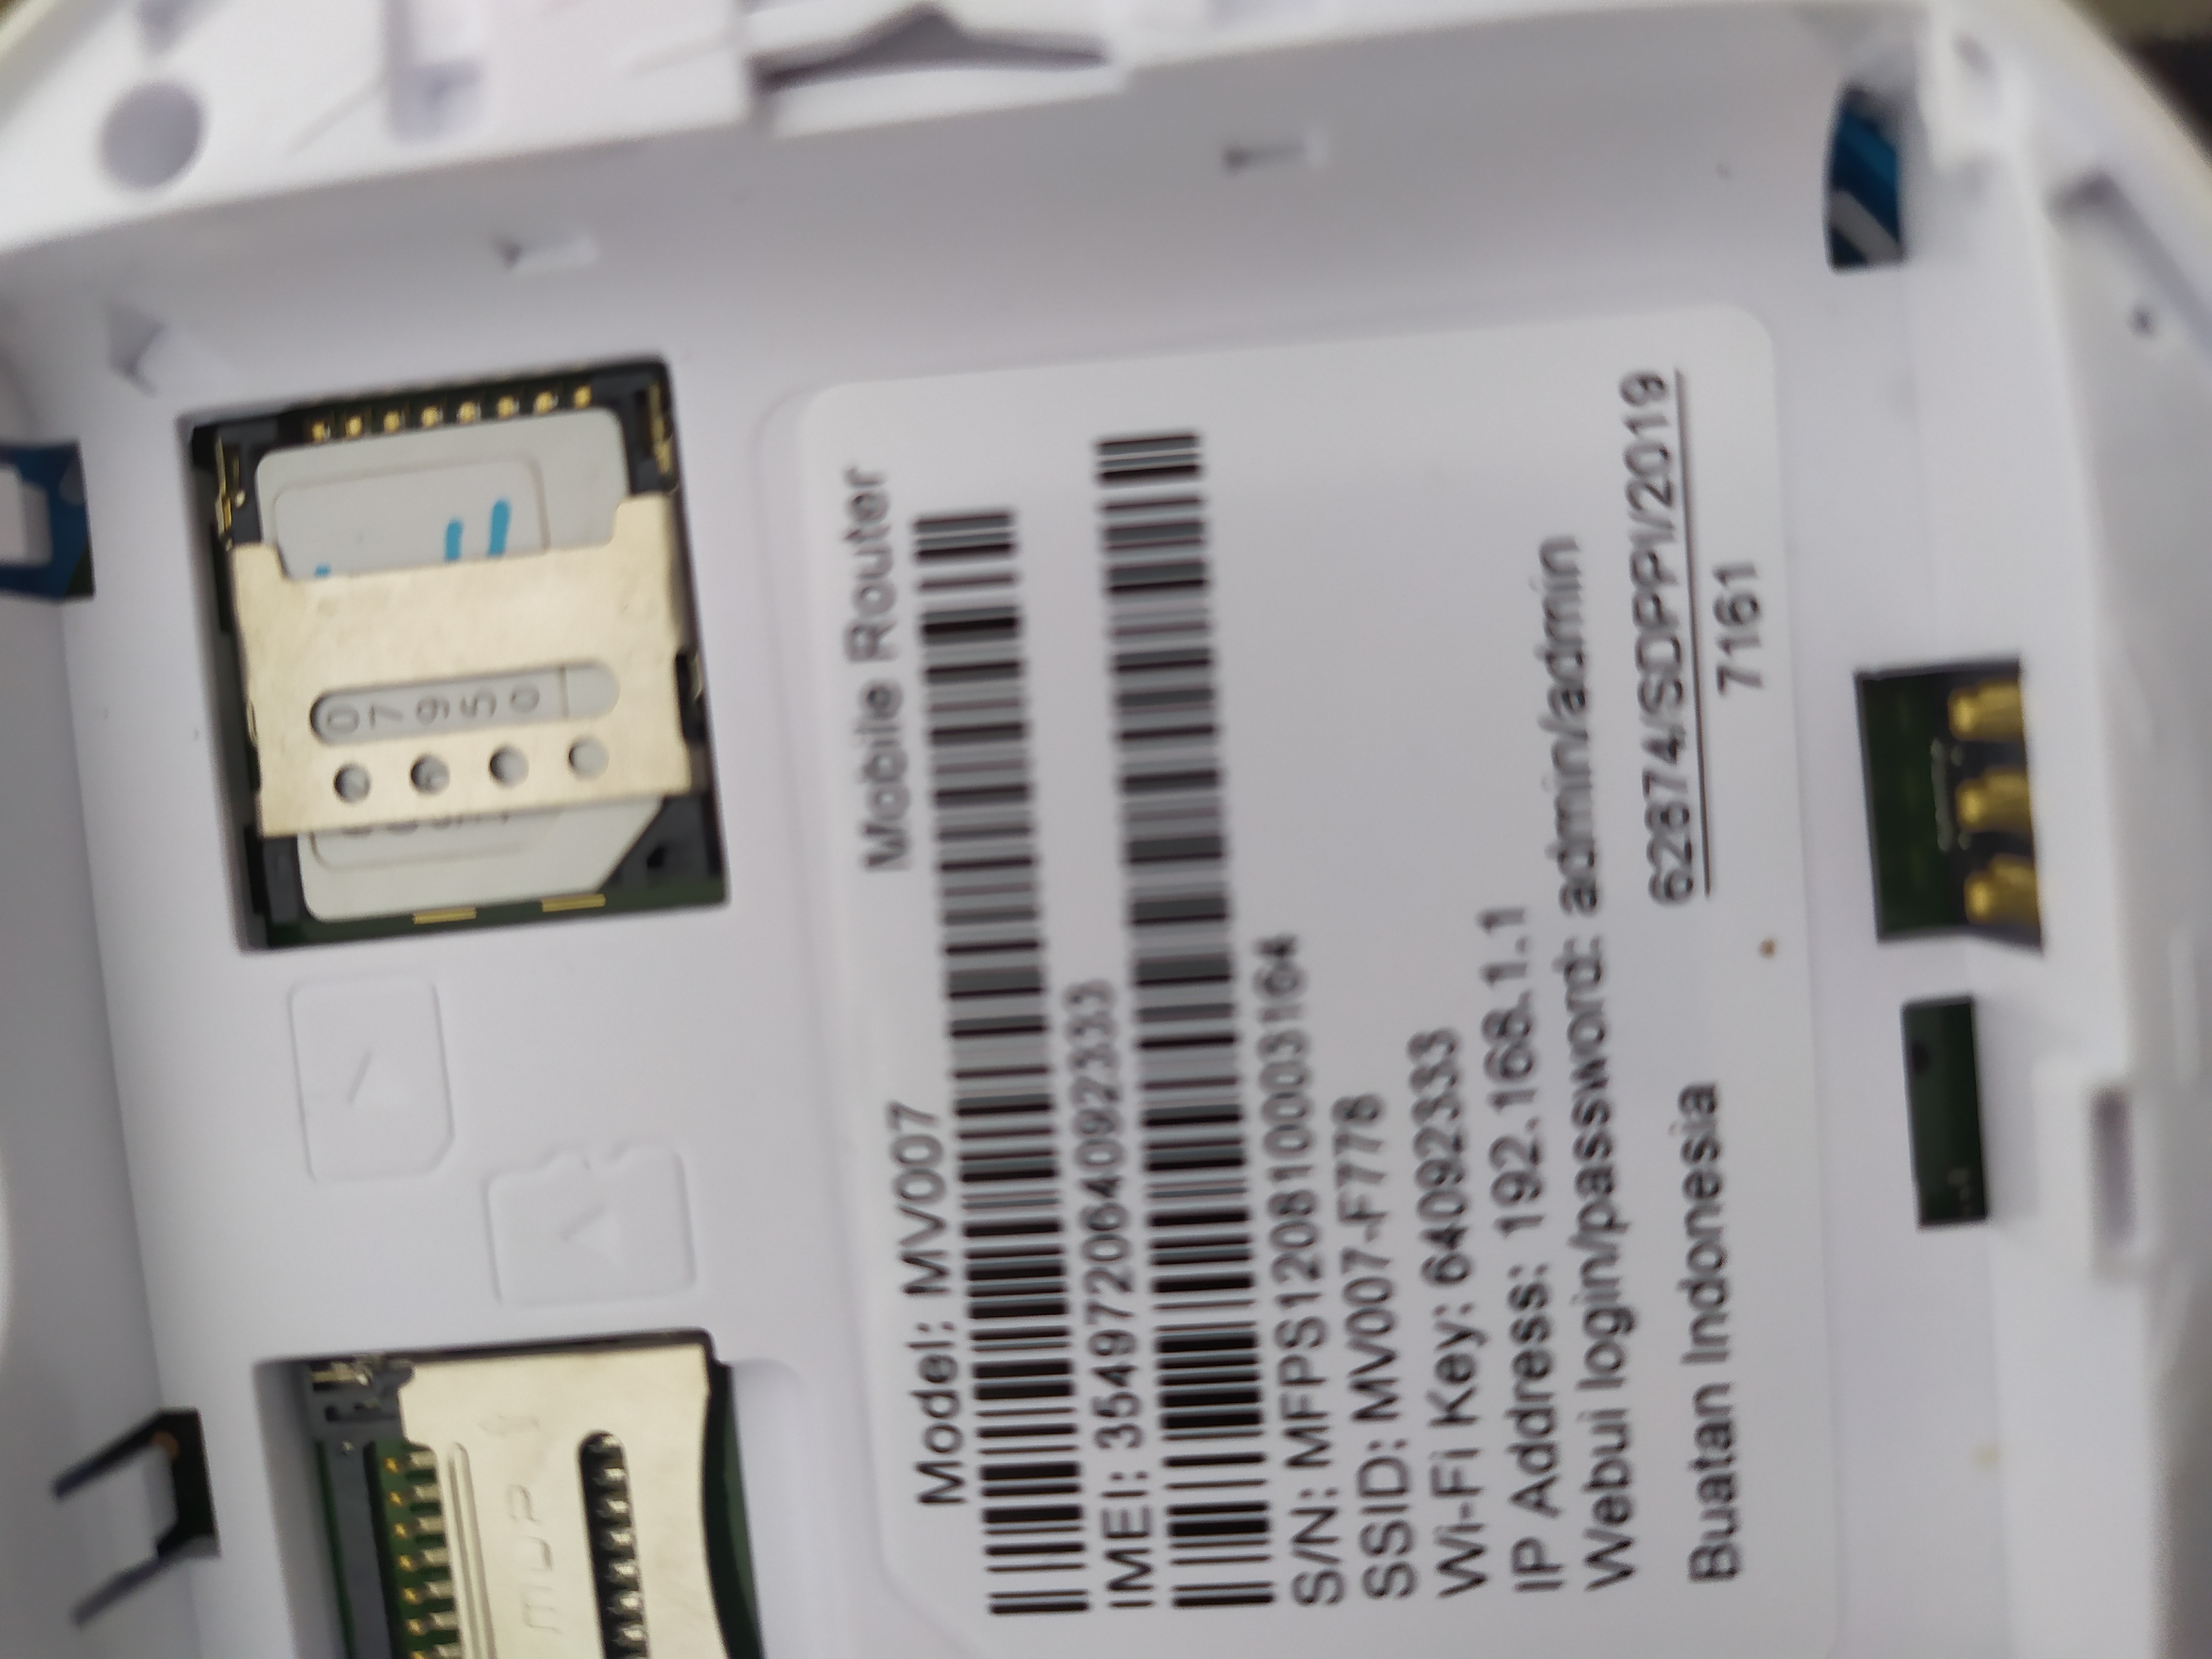 07950
Model: MV007 Mobile Router
IMEI: 354972064092333
S/N: MFPS120810003164
SSID: MV007-F778
Wi-Fi Key: 64092333
IP Address: 192.168.1.1
Webui login/password: admin/admin
Buatan Indonesia
62874/SDPPI/2019
7161